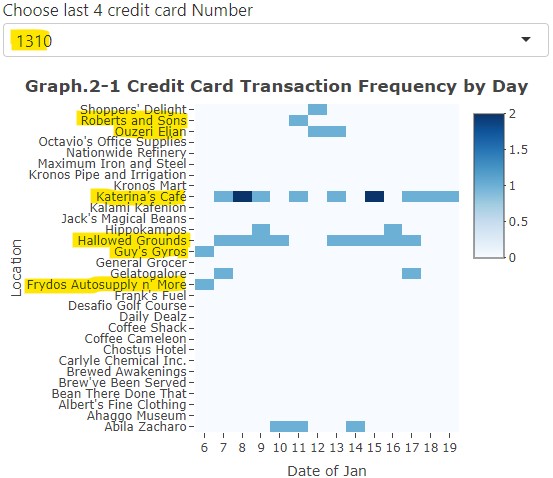 Choose last 4 credit card Number
1310
Graph.2-1 Credit Card Transaction Frequency by Day
Shoppers' Delight
Roberts and Sons
Ouzeri Elian
Octavio's Office Supplies
Nationwide Refinery
Maximum Iron and Steel
Kronos Pipe and Irrigation
Kronos Mart
Katerina's Café
Kalami Kafenion
Jack's Magical Beans
Hippokampos
Hallowed Grounds
Guy's Gyros
General Grocer
Gelatogalore
Frydos Autosupply n' More
Frank's Fuel
Desafio Golf Course
Daily Dealz
Coffee Shack
Coffee Cameleon
Chostus Hotel
Carlyle Chemical Inc.
Brewed Awakenings
Brew've Been Served
Bean There Done That
Albert's Fine Clothing
Ahaggo Museum
Abila Zacharo
Location
6 7 8 9 10 11 12 13 14 15 16 17 18 19
Date of Jan
2
1.5
1
0.5
0